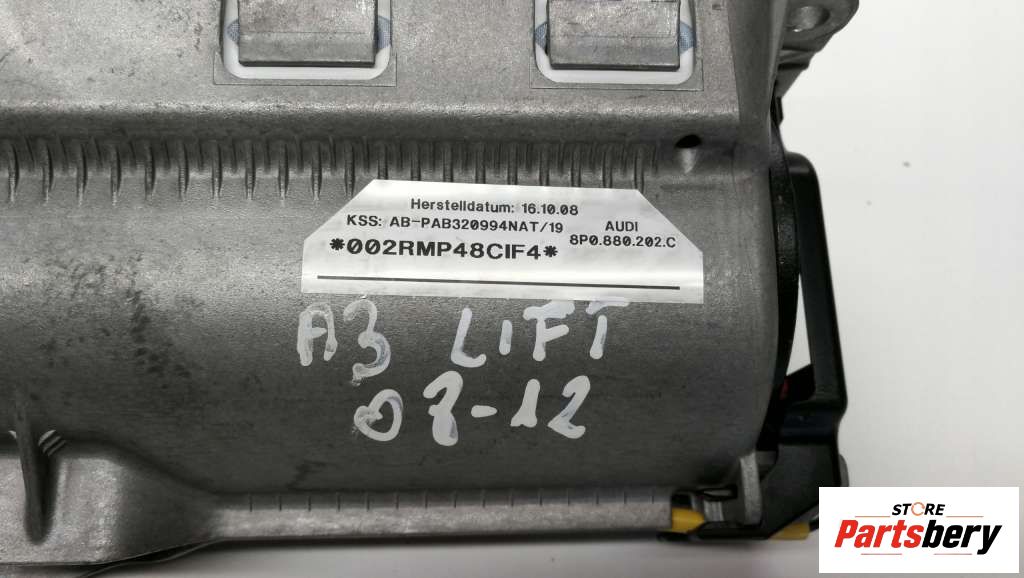 Herstelldatum: 16.10.08
KSS: AB-PAB320994NAT/19 AUDI
8P0.880.202.C
*002RMP48CIF4*
A3 LIFT
08-12
STORE
Partsbery